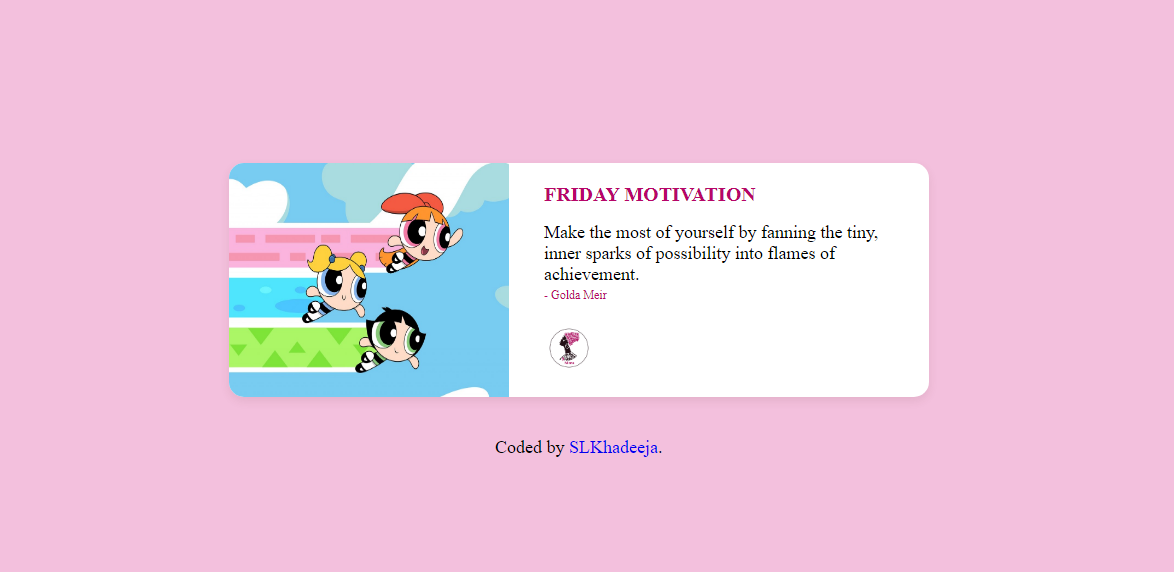 FRIDAY MOTIVATION
Make the most of yourself by fanning the tiny,
inner sparks of possibility into flames of
achievement.
- Golda Meir
Coded by SLKhadeeja.